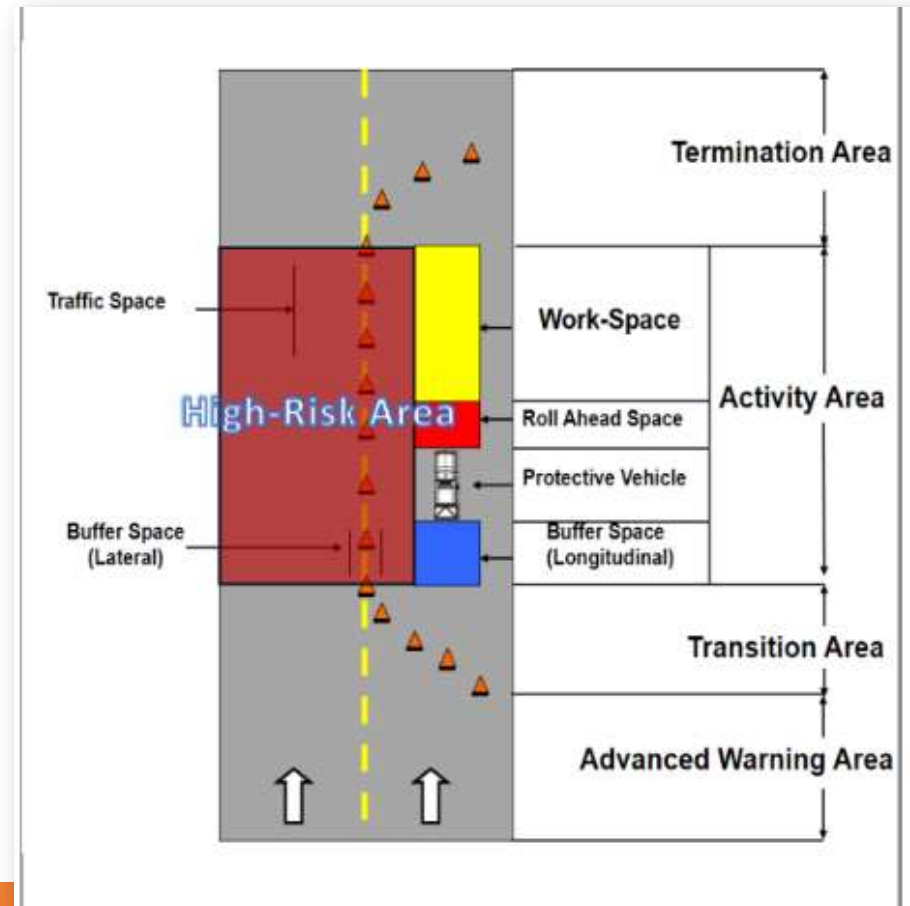 Termination Area
Traffic Space
Work-Space
High-Risk Area
Activity Area
Roll Ahead Space
Protective Vehicle
Buffer Space
(Lateral)
Buffer Space
(Longitudinal)
Transition Area
Advanced Warning Area